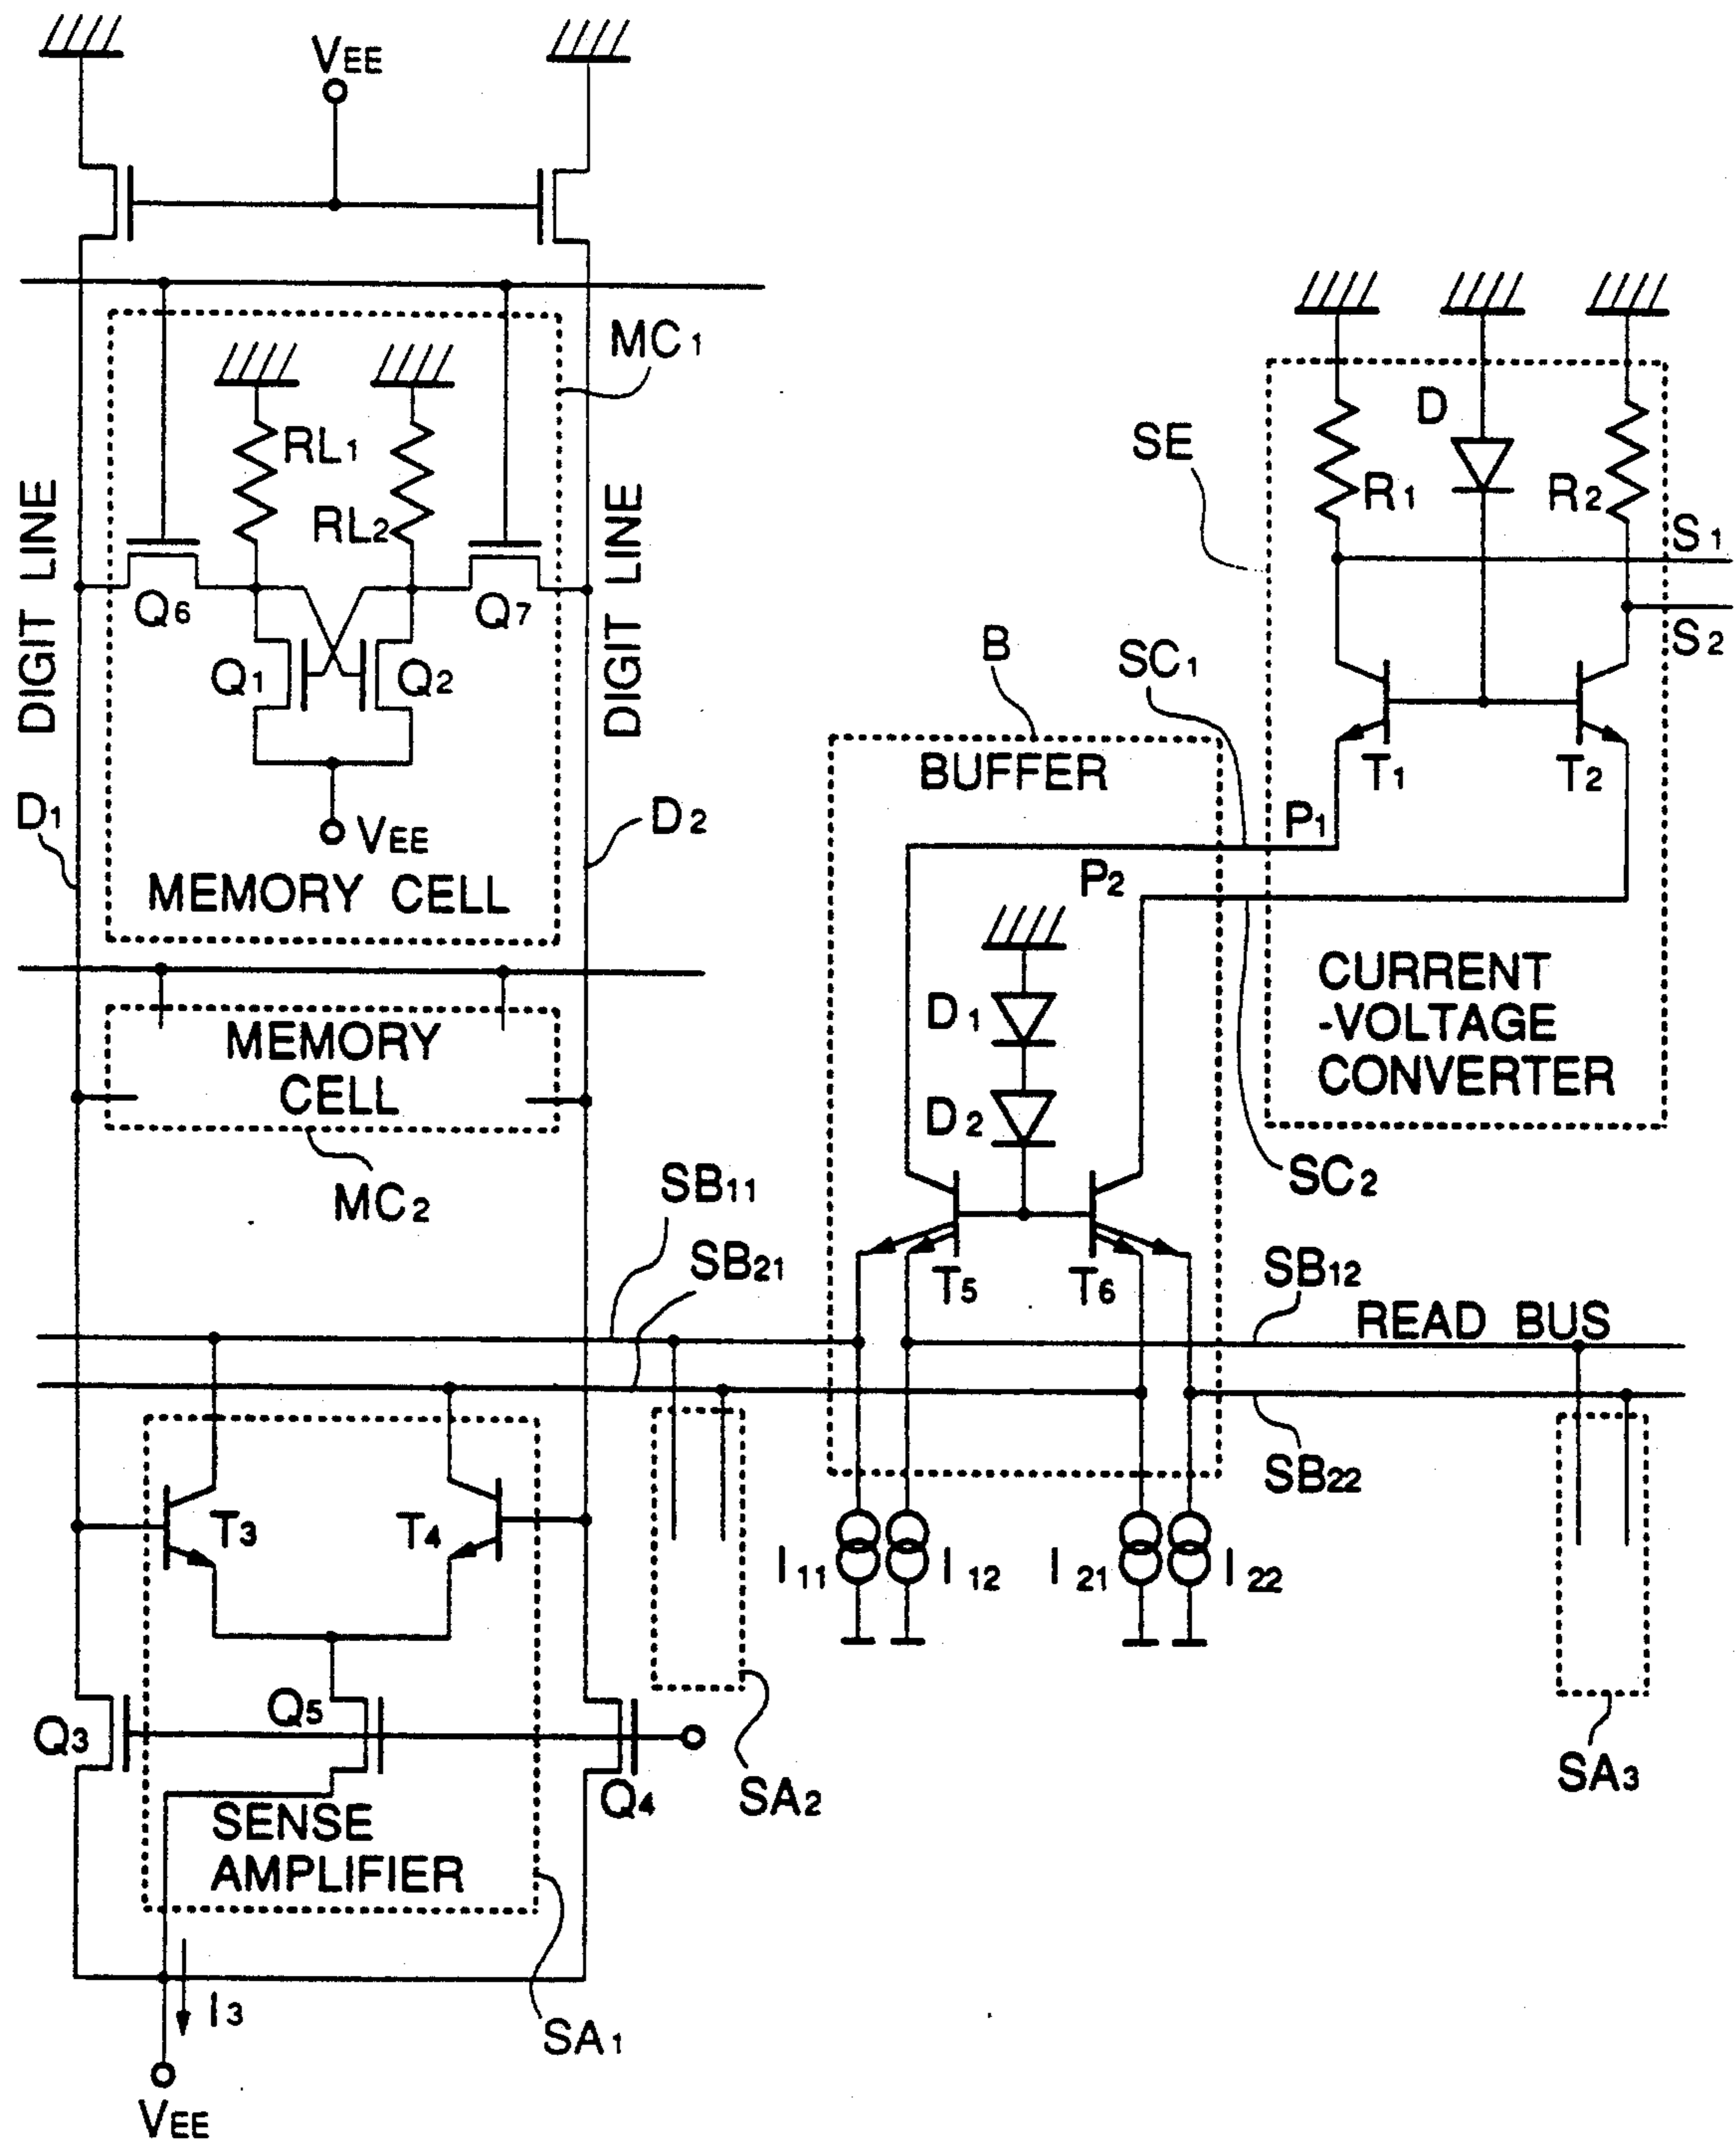 VEE
MC1
RL1
RL2
DIGIT LINE
DIGIT LINE
Q6
Q7
Q1
Q2
VEE
D1
D2
MEMORY CELL
MEMORY
CELL
MC2
SE
D
R1
R2
S1
S2
T1
T2
P1
P2
SC1
SC2
CURRENT
-VOLTAGE
CONVERTER
B
BUFFER
D1
D2
T5
T6
SB11
SB21
SB12
READ BUS
SB22
T3
T4
I11
I12
I21
I22
Q3
Q5
Q4
SA2
SA3
SENSE
AMPLIFIER
I3
SA1
VEE